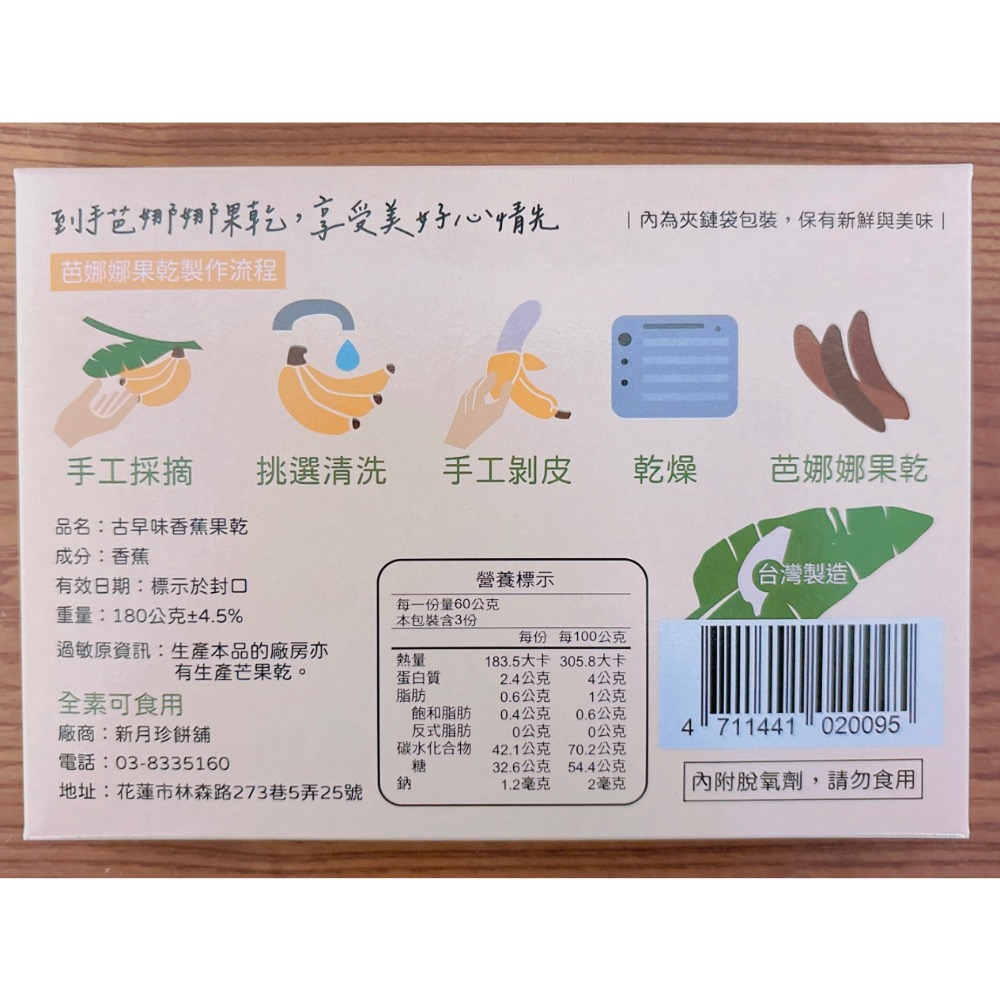 到手芭娜娜果乾，享受美好心情先
|內為夾鏈袋包裝，保有新鮮與美味|
芭娜娜果乾製作流程
手工採摘 挑選清洗 手工剝皮 乾燥 芭娜娜果乾
品名：古早味香蕉果乾
成分：香蕉
有效日期：標示於封口
重量：180公克±4.5%
過敏原資訊：生產本品的廠房亦
有生產芒果乾。
全素可食用
廠商：新月珍餅舖
電話：03-8335160
地址：花蓮市林森路273巷5弄25號
營養標示
每一份量60公克
本包裝含3份
每份 每100公克
熱量 183.5大卡 305.8大卡
蛋白質 2.4公克 4公克
脂肪 0.6公克 1公克
飽和脂肪 0.4公克 0.6公克
反式脂肪 0公克 0公克
碳水化合物 42.1公克 70.2公克
糖 32.6公克 54.4公克
鈉 1.2毫克 2毫克
台灣製造
4 711441 020095
內附脫氧劑，請勿食用